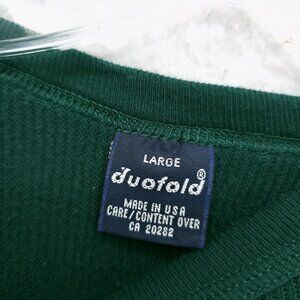 LARGE
duofold®
MADE IN USA
CARE/CONTENT OVER
CA 20282